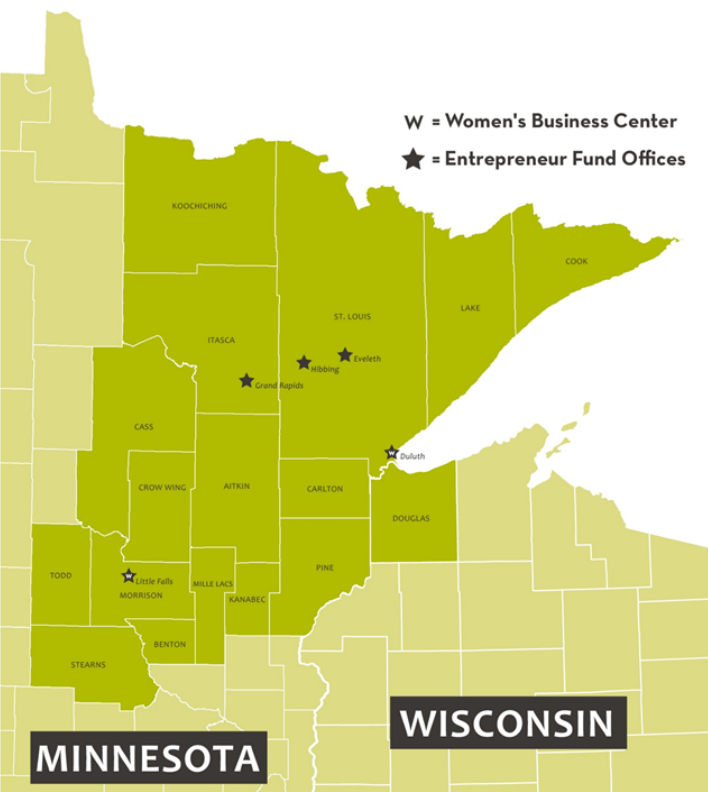 W = Women's Business Center
★ = Entrepreneur Fund Offices
KOOCHICHING
COOK
LAKE
ST. LOUIS
ITASCA
Eveleth
Hibbing
Grand Rapids
CASS
W Duluth
CROW WING
AITKIN
CARLTON
DOUGLAS
PINE
TODD
W Little Falls
MILLE LACS
MORRISON
KANABEC
BENTON
STEARNS
WISCONSIN
MINNESOTA